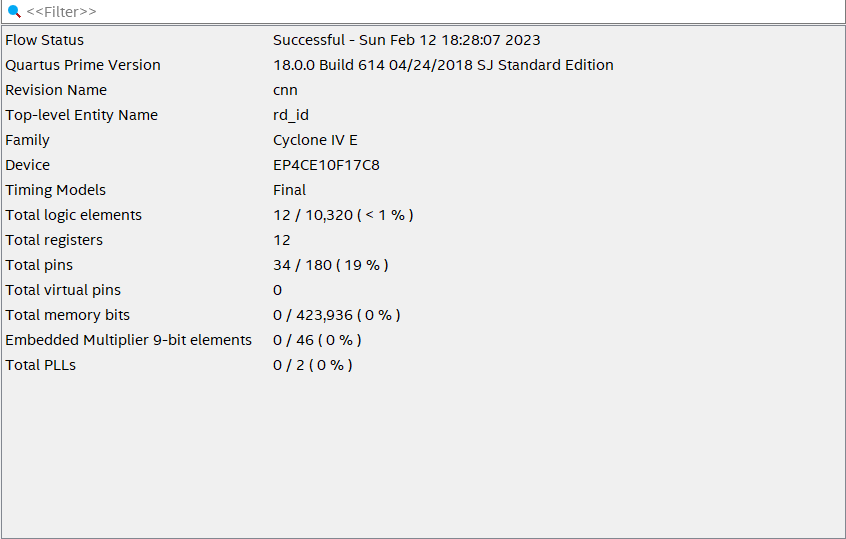 <<Filter>>
Flow Status Successful - Sun Feb 12 18:28:07 2023
Quartus Prime Version 18.0.0 Build 614 04/24/2018 SJ Standard Edition
Revision Name cnn
Top-level Entity Name rd_id
Family Cyclone IV E
Device EP4CE10F17C8
Timing Models Final
Total logic elements 12 / 10,320 ( < 1 % )
Total registers 12
Total pins 34 / 180 ( 19 % )
Total virtual pins 0
Total memory bits 0 / 423,936 ( 0 % )
Embedded Multiplier 9-bit elements 0 / 46 ( 0 % )
Total PLLs 0 / 2 ( 0 % )